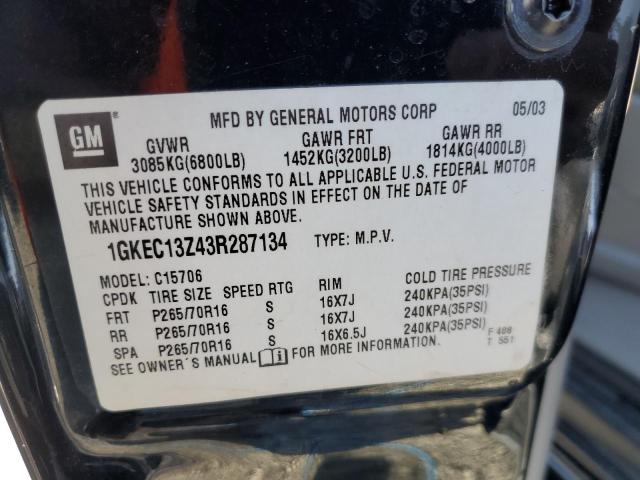 GM
MFD BY GENERAL MOTORS CORP 05/03
GVWR GAWR FRT GAWR RR
3085KG(6800LB) 1452KG(3200LB) 1814KG(4000LB)
THIS VEHICLE CONFORMS TO ALL APPLICABLE U.S. FEDERAL MOTOR
VEHICLE SAFETY STANDARDS IN EFFECT ON THE DATE OF
MANUFACTURE SHOWN ABOVE.
1GKEC13Z43R287134 TYPE: M.P.V.
MODEL: C15706
CPDK TIRE SIZE SPEED RTG RIM COLD TIRE PRESSURE
FRT P265/70R16 S 16X7J 240KPA(35PSI)
RR P265/70R16 S 16X7J 240KPA(35PSI)
SPA P265/70R16 S 16X6.5J 240KPA(35PSI)
SEE OWNER'S MANUAL FOR MORE INFORMATION.
F 488
T 551